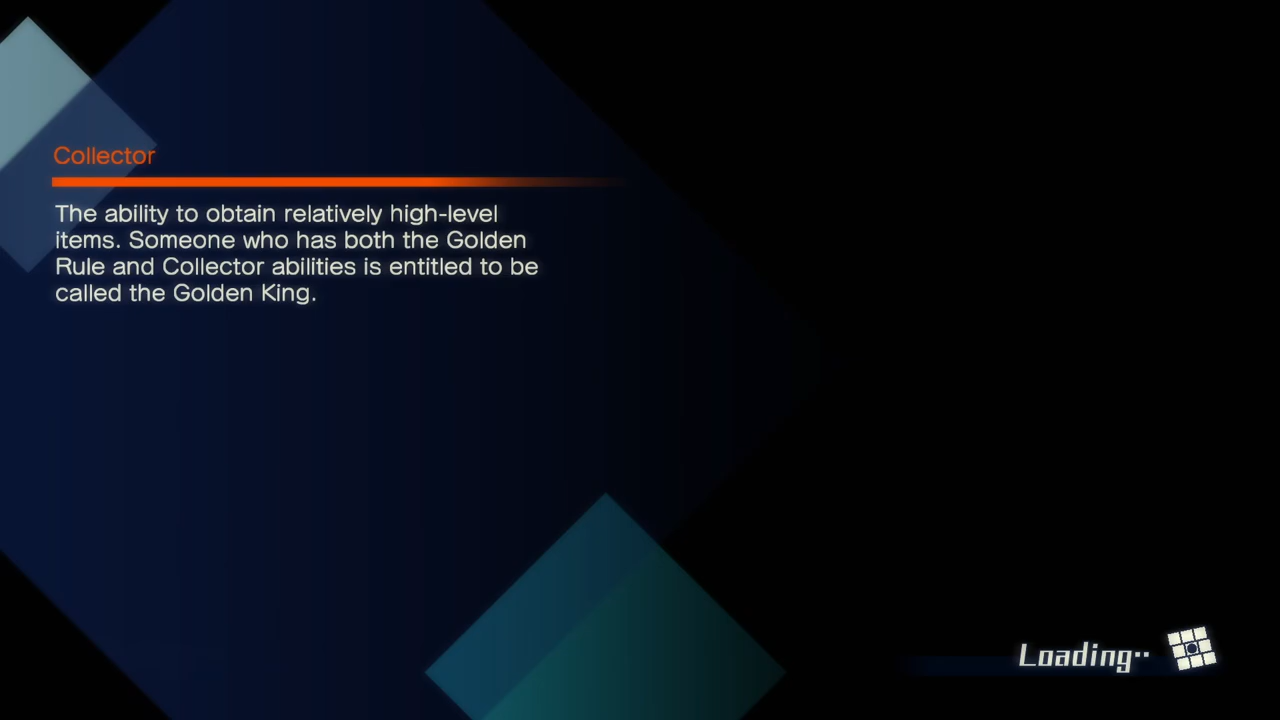 Collector
The ability to obtain relatively high-level
items. Someone who has both the Golden
Rule and Collector abilities is entitled to be
called the Golden King.
Loading··